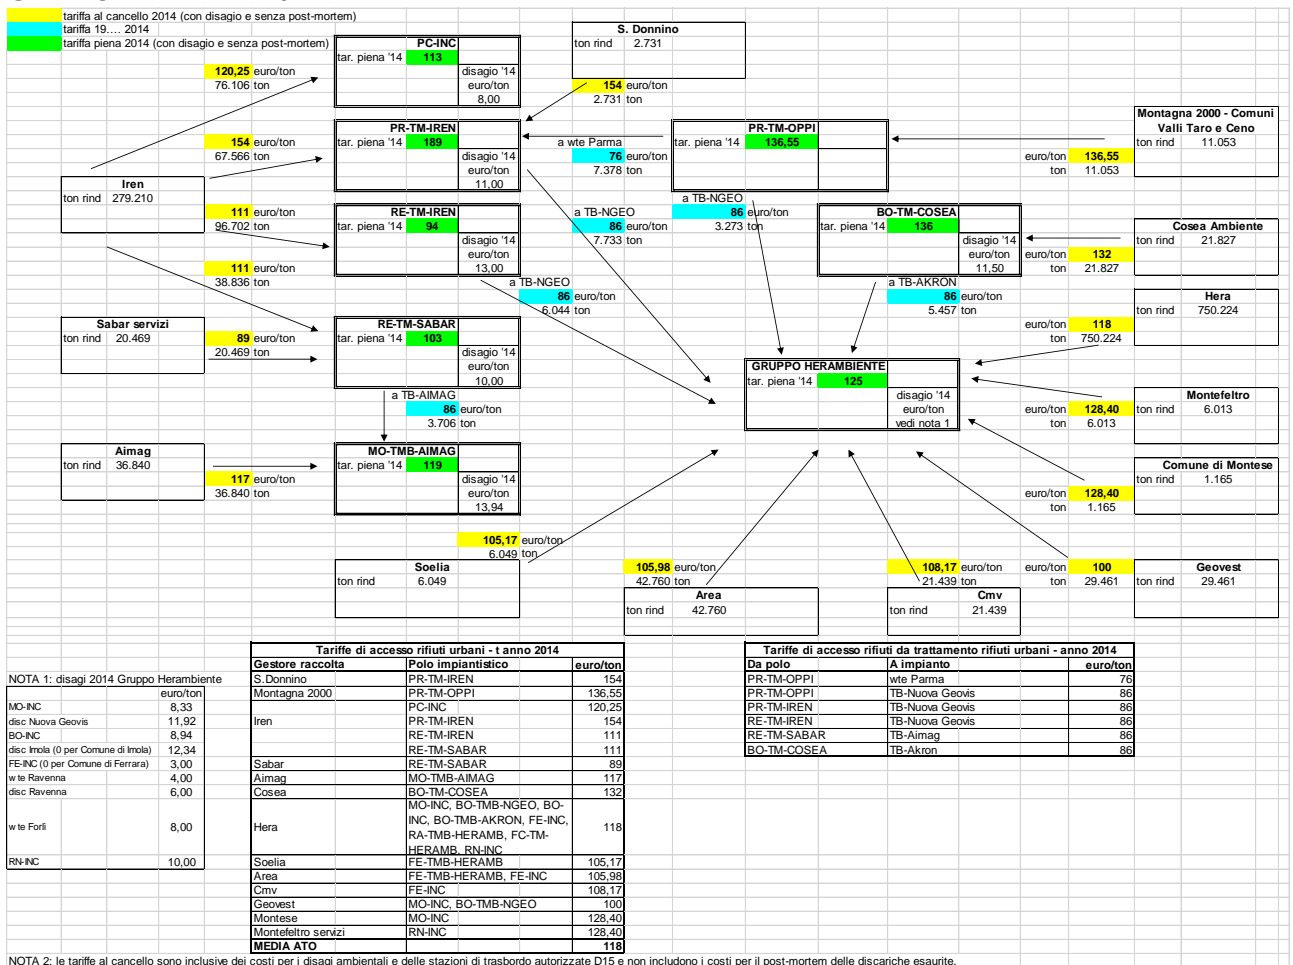 tariffa al cancello 2014 (con disagio e senza post-mortem)
tariffa 19.... 2014
tariffa piena 2014 (con disagio e senza post-mortem)
PC-INC
tar. piena '14 113
disagio '14
euro/ton
8,00
S. Donnino
ton rind 2.731
120,25 euro/ton
76.106 ton
154 euro/ton
2.731 ton
PR-TM-IREN
tar. piena '14 189
disagio '14
euro/ton
11,00
154 euro/ton
67.566 ton
a wte Parma
76 euro/ton
7.378 ton
PR-TM-OPPI
tar. piena '14 136,55
Montagna 2000 - Comuni
Valli Taro e Ceno
ton rind 11.053
euro/ton 136,55
ton 11.053
Iren
ton rind 279.210
111 euro/ton
96.702 ton
RE-TM-IREN
tar. piena '14 94
disagio '14
euro/ton
13,00
a TB-NGEO
86 euro/ton
7.733 ton
a TB-NGEO
86 euro/ton
3.273 ton
BO-TM-COSEA
tar. piena '14 136
disagio '14
euro/ton
11,50
Cosea Ambiente
ton rind 21.827
euro/ton 132
ton 21.827
111 euro/ton
38.836 ton
a TB-NGEO
86 euro/ton
6.044 ton
a TB-AKRON
86 euro/ton
5.457 ton
Hera
ton rind 750.224
euro/ton 118
ton 750.224
Sabar servizi
ton rind 20.469
89 euro/ton
20.469 ton
RE-TM-SABAR
tar. piena '14 103
disagio '14
euro/ton
10,00
GRUPPO HERAMBIENTE
tar. piena '14 125
disagio '14
euro/ton
vedi nota 1
a TB-AIMAG
86 euro/ton
3.706 ton
Montefeltro
ton rind 6.013
euro/ton 128,40
ton 6.013
Aimag
ton rind 36.840
117 euro/ton
36.840 ton
MO-TMB-AIMAG
tar. piena '14 119
disagio '14
euro/ton
13,94
Comune di Montese
ton rind 1.165
euro/ton 128,40
ton 1.165
105,17 euro/ton
6.049 ton
Soelia
ton rind 6.049
105,98 euro/ton
42.760 ton
Area
ton rind 42.760
108,17 euro/ton
21.439 ton
Cmv
ton rind 21.439
euro/ton 100
ton 29.461
Geovest
ton rind 29.461
NOTA 1: disagi 2014 Gruppo Herambiente
euro/ton
MO-INC 8,33
disc Nuova Geovis 11,92
BO-INC 8,94
disc Imola (0 per Comune di Imola) 12,34
FE-INC (0 per Comune di Ferrara) 3,00
wte Ravenna 4,00
disc Ravenna 6,00
wte Forlì 8,00
RN-INC 10,00
Tariffe di accesso rifiuti urbani - t anno 2014
Gestore raccolta Polo impiantistico euro/ton
S.Donnino PR-TM-IREN 154
Montagna 2000 PR-TM-OPPI 136,55
PC-INC 120,25
Iren PR-TM-IREN 154
RE-TM-IREN 111
RE-TM-SABAR 111
Sabar RE-TM-SABAR 89
Aimag MO-TMB-AIMAG 117
Cosea BO-TM-COSEA 132
MO-INC, BO-TMB-NGEO, BO-
INC, BO-TMB-AKRON, FE-INC,
Hera 118
RA-TMB-HERAMB, FC-TM-
HERAMB, RN-INC
Soelia FE-TMB-HERAMB 105,17
Area FE-TMB-HERAMB, FE-INC 105,98
Cmv FE-INC 108,17
Geovest MO-INC, BO-TMB-NGEO 100
Montese MO-INC 128,40
Montefeltro servizi RN-INC 128,40
MEDIA ATO 118
Tariffe di accesso rifiuti da trattamento rifiuti urbani - anno 2014
Da polo A impianto euro/ton
PR-TM-OPPI wte Parma 76
PR-TM-OPPI TB-Nuova Geovis 86
PR-TM-IREN TB-Nuova Geovis 86
RE-TM-IREN TB-Nuova Geovis 86
RE-TM-SABAR TB-Aimag 86
BO-TM-COSEA TB-Akron 86
NOTA 2: le tariffe al cancello sono inclusive dei costi per i disagi ambientali e delle stazioni di trasbordo autorizzate D15 e non includono i costi per il post-mortem delle discariche esaurite.